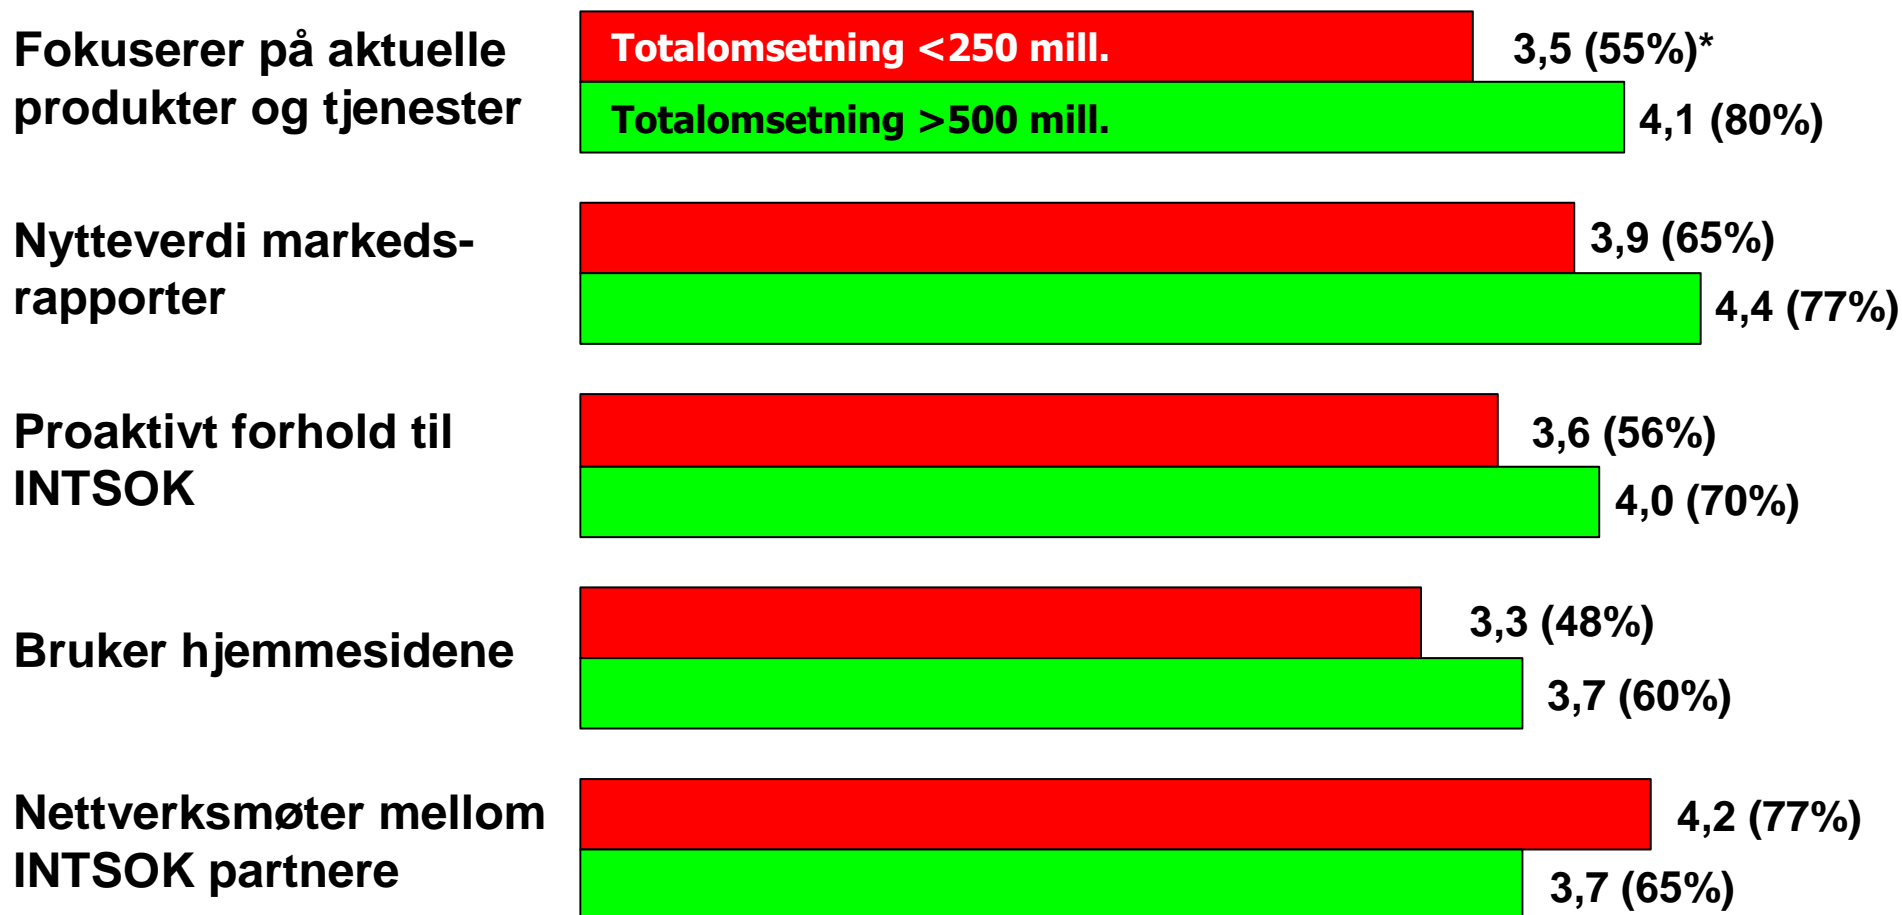 Fokuserer på aktuelle
produkter og tjenester
Totalomsetning <250 mill.
3,5 (55%)*
Totalomsetning >500 mill.
4,1 (80%)
Nytteverdi markeds-
rapporter
3,9 (65%)
4,4 (77%)
Proaktivt forhold til
INTSOK
3,6 (56%)
4,0 (70%)
Bruker hjemmesidene
3,3 (48%)
3,7 (60%)
Nettverksmøter mellom
INTSOK partnere
4,2 (77%)
3,7 (65%)